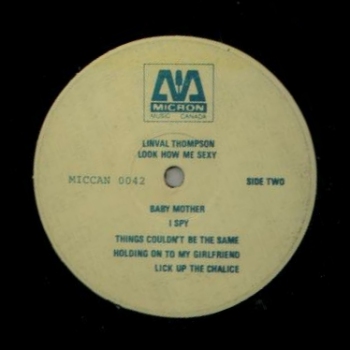 MICRON
MUSIC CANADA
LINVAL THOMPSON
LOOK HOW ME SEXY
MICCAN 0042
SIDE TWO
BABY MOTHER
I SPY
THINGS COULDN'T BE THE SAME
HOLDING ON TO MY GIRLFRIEND
LICK UP THE CHALICE